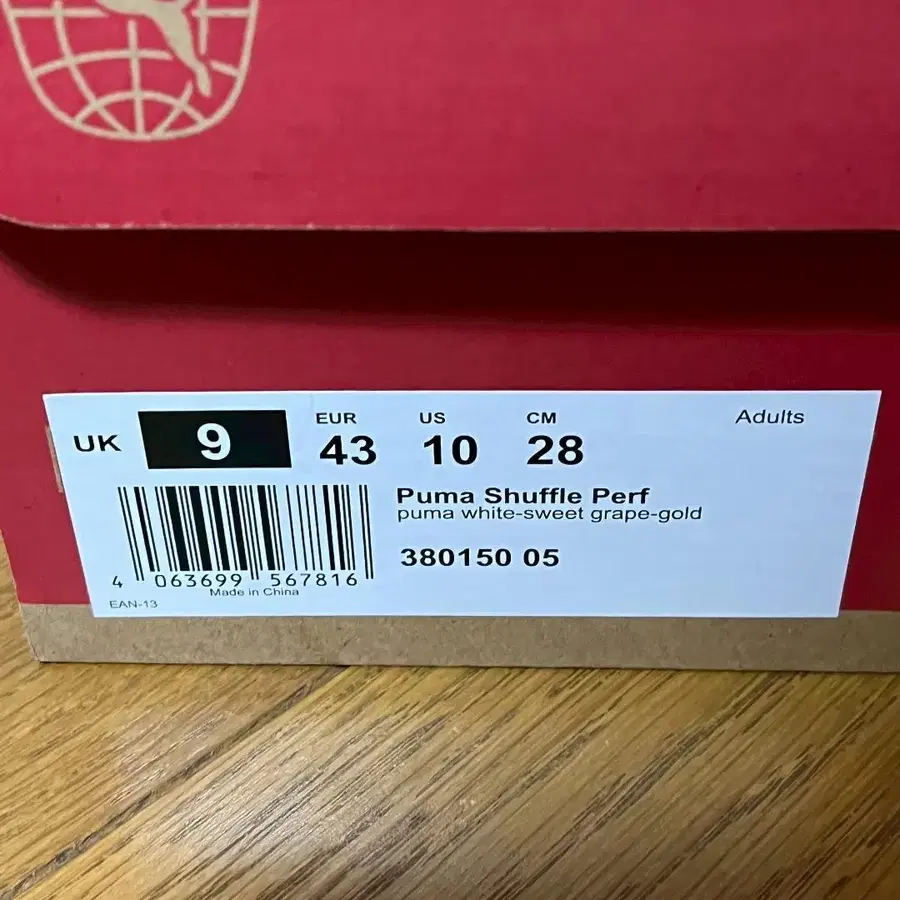 UK 9 EUR 43 US 10 CM 28 Adults
Puma Shuffle Perf
puma white-sweet grape-gold
380150 05
4 063699 567816
Made in China
EAN-13